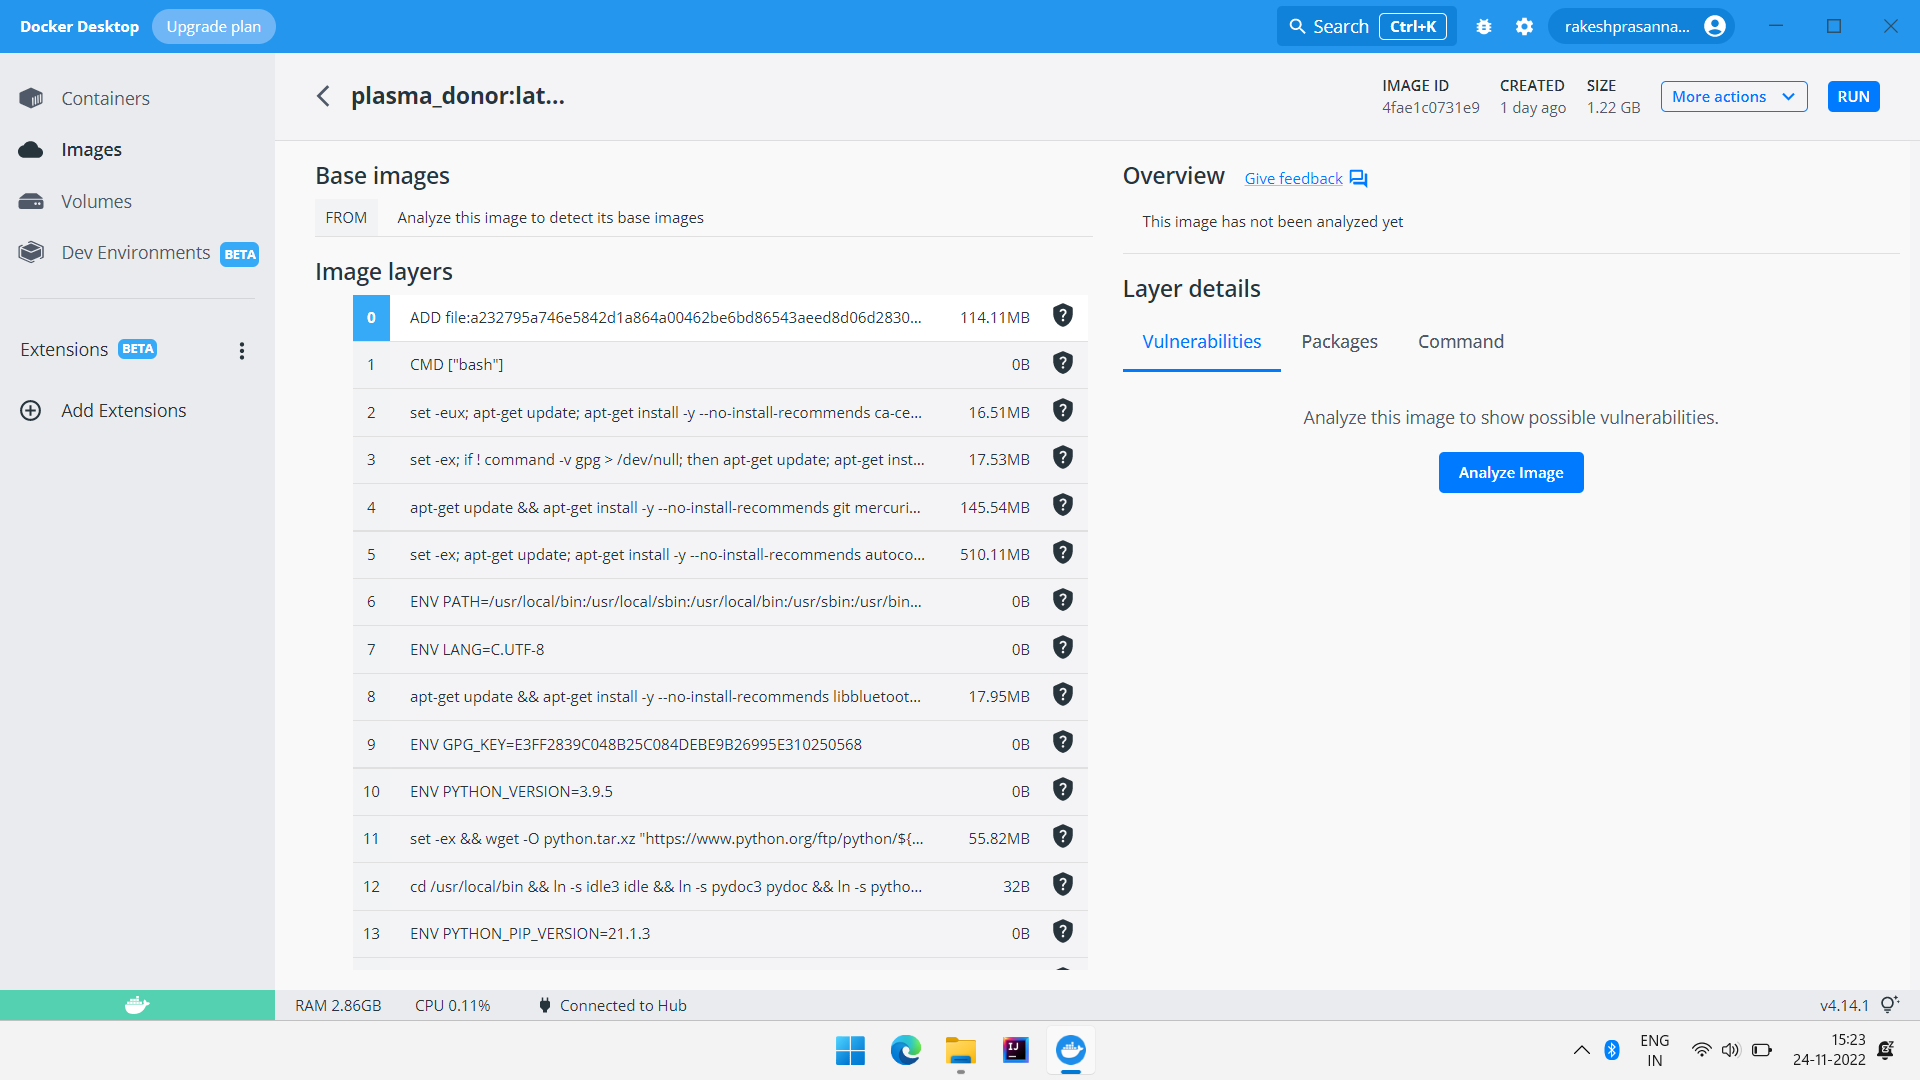 Docker Desktop Upgrade plan Search Ctrl+K rakeshprasanna...
Containers
Images
Volumes
Dev Environments BETA
Extensions BETA
Add Extensions
plasma_donor:lat...
IMAGE ID CREATED SIZE
4fae1c0731e9 1 day ago 1.22 GB
More actions RUN
Base images
FROM Analyze this image to detect its base images
Image layers
0 ADD file:a232795a746e5842d1a864a00462be6bd86543aeed8d06d2830... 114.11MB ?
1 CMD ["bash"] 0B ?
2 set -eux; apt-get update; apt-get install -y --no-install-recommends ca-ce... 16.51MB ?
3 set -ex; if ! command -v gpg > /dev/null; then apt-get update; apt-get inst... 17.53MB ?
4 apt-get update && apt-get install -y --no-install-recommends git mercuri... 145.54MB ?
5 set -ex; apt-get update; apt-get install -y --no-install-recommends autoco... 510.11MB ?
6 ENV PATH=/usr/local/bin:/usr/local/sbin:/usr/local/bin:/usr/sbin:/usr/bin... 0B ?
7 ENV LANG=C.UTF-8 0B ?
8 apt-get update && apt-get install -y --no-install-recommends libbluetoot... 17.95MB ?
9 ENV GPG_KEY=E3FF2839C048B25C084DEBE9B26995E310250568 0B ?
10 ENV PYTHON_VERSION=3.9.5 0B ?
11 set -ex && wget -O python.tar.xz "https://www.python.org/ftp/python/${... 55.82MB ?
12 cd /usr/local/bin && ln -s idle3 idle && ln -s pydoc3 pydoc && ln -s pytho... 32B ?
13 ENV PYTHON_PIP_VERSION=21.1.3 0B ?
Overview Give feedback
This image has not been analyzed yet
Layer details
Vulnerabilities Packages Command
Analyze this image to show possible vulnerabilities.
Analyze Image
RAM 2.86GB CPU 0.11% Connected to Hub v4.14.1
IJ
ENG
IN
15:23
24-11-2022